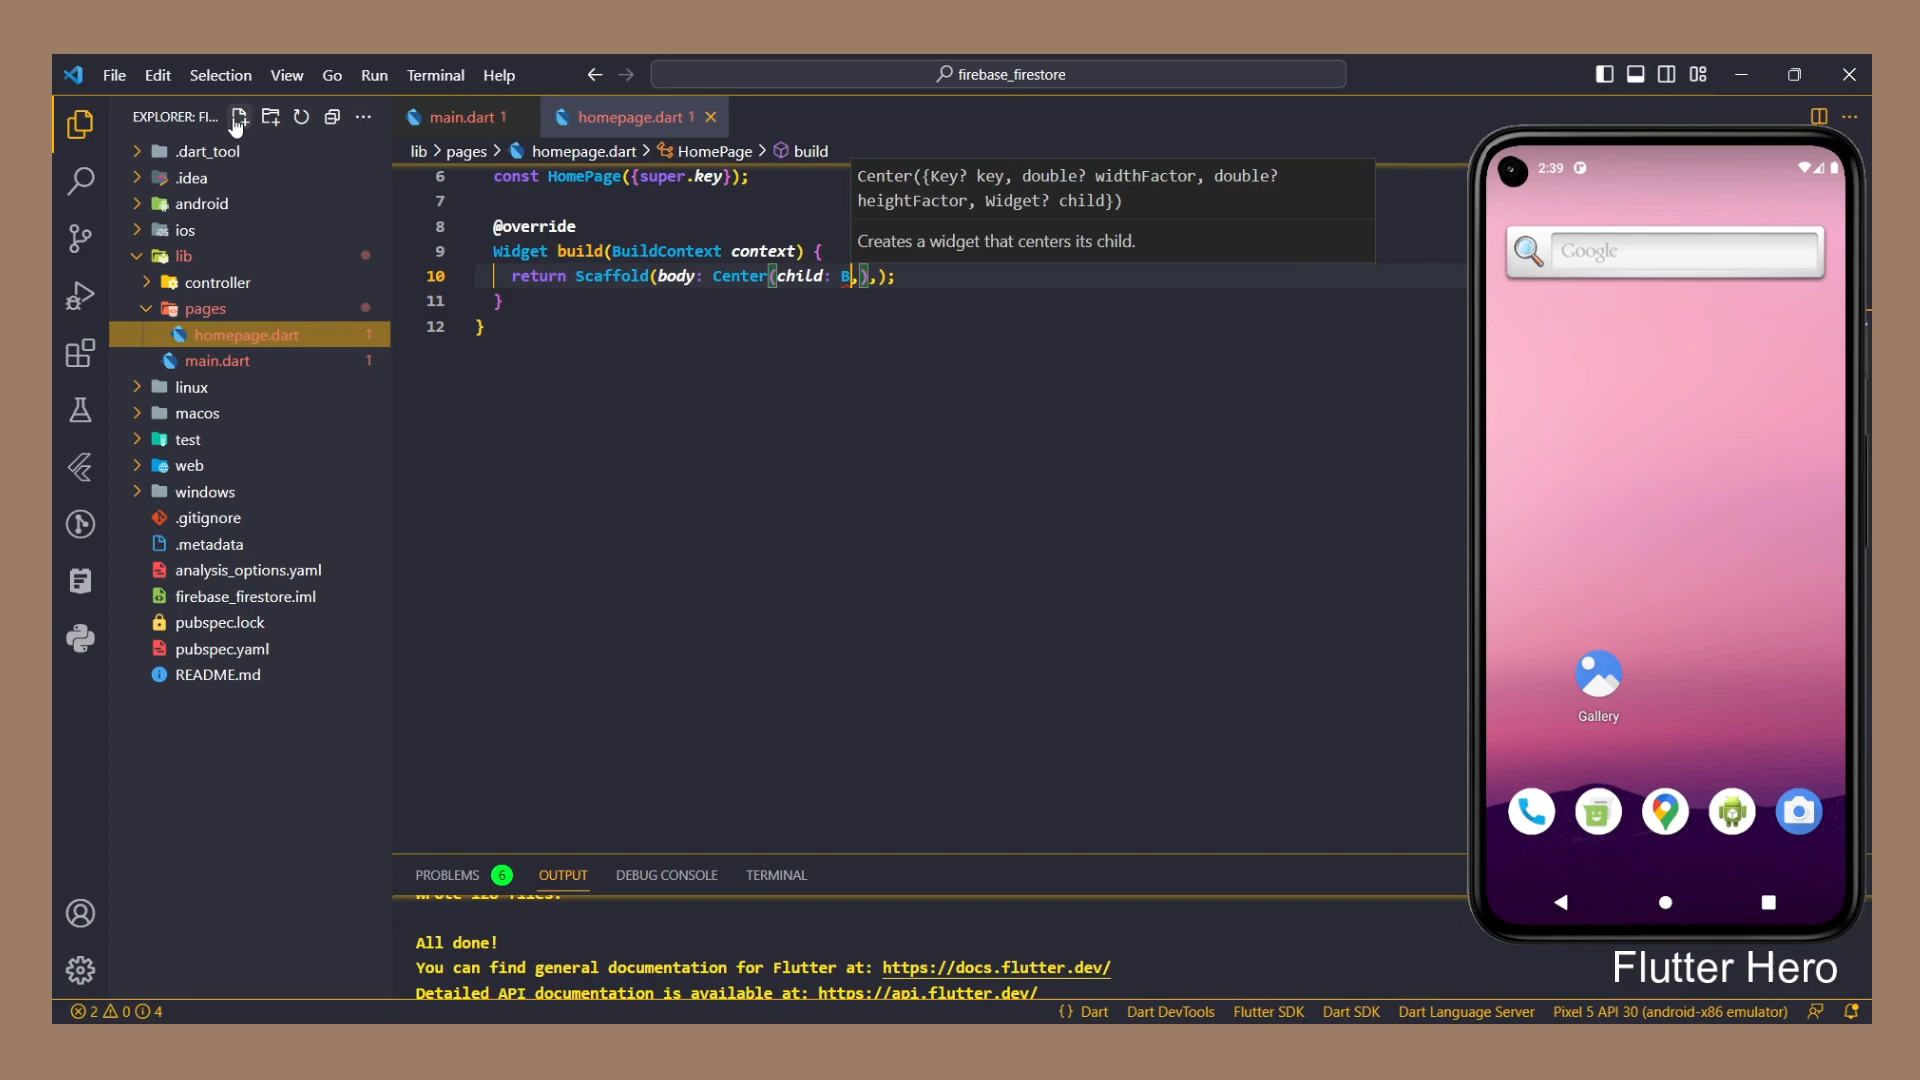 File Edit Selection View Go Run Terminal Help
firebase_firestore
EXPLORER: FI...
main.dart 1
homepage.dart 1
lib > pages > homepage.dart > HomePage > build
.dart_tool
.idea
android
ios
lib
controller
pages
homepage.dart 1
main.dart 1
linux
macos
test
web
windows
.gitignore
.metadata
analysis_options.yaml
firebase_firestore.iml
pubspec.lock
pubspec.yaml
README.md
6 const HomePage({super.key});
7
8 @override
9 Widget build(BuildContext context) {
10 return Scaffold(body: Center(child: B,),);
11 }
12 }
Center({Key? key, double? widthFactor, double?
heightFactor, Widget? child})
Creates a widget that centers its child.
PROBLEMS 6 OUTPUT DEBUG CONSOLE TERMINAL
All done!
You can find general documentation for Flutter at: https://docs.flutter.dev/
Detailed API documentation is available at: https://api.flutter.dev/
2:39
Google
Gallery
Flutter Hero
2 0 4
{} Dart Dart DevTools Flutter SDK Dart SDK Dart Language Server Pixel 5 API 30 (android-x86 emulator)